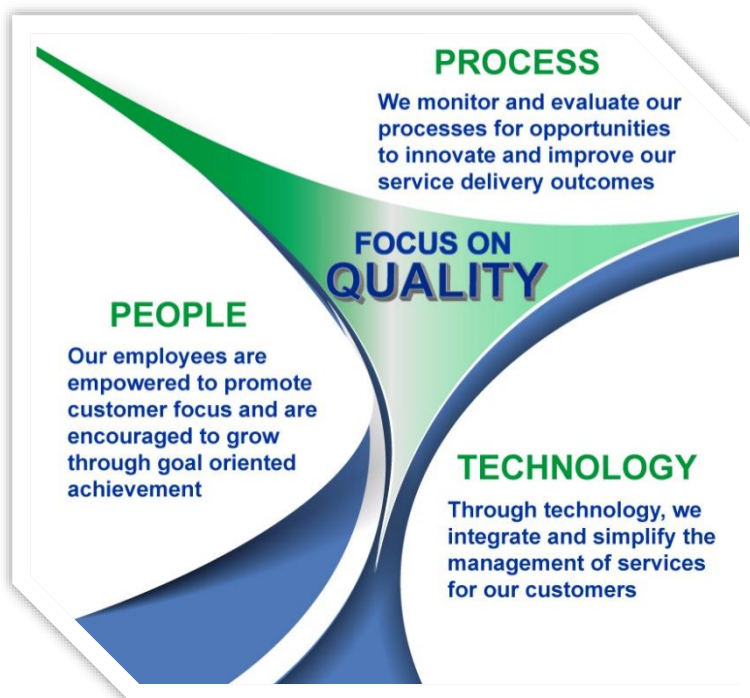 PROCESS
We monitor and evaluate our
processes for opportunities
to innovate and improve our
service delivery outcomes
FOCUS ON
QUALITY
PEOPLE
Our employees are
empowered to promote
customer focus and are
encouraged to grow
through goal oriented
achievement
TECHNOLOGY
Through technology, we
integrate and simplify the
management of services
for our customers